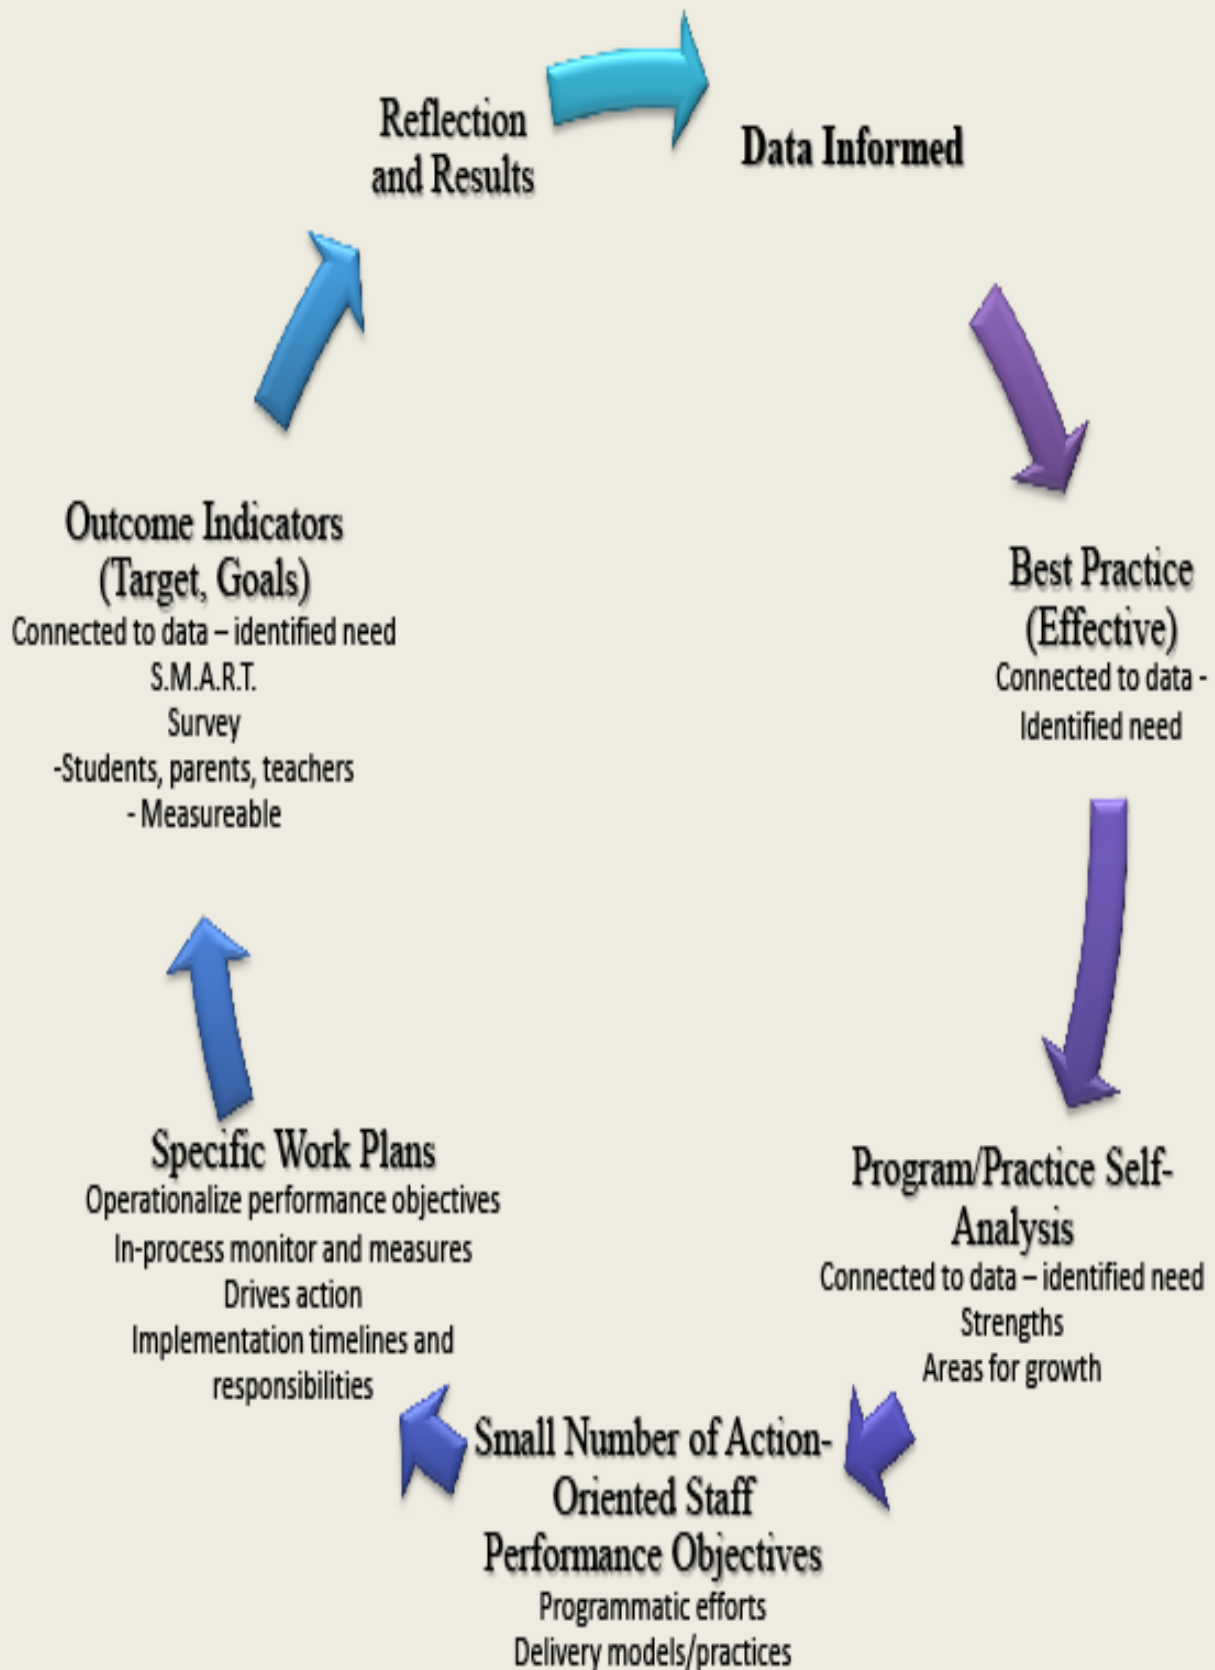 Reflection
and Results
Data Informed
Best Practice
(Effective)
Connected to data -
Identified need
Program/Practice Self-
Analysis
Connected to data – identified need
Strengths
Areas for growth
Small Number of Action-
Oriented Staff
Performance Objectives
Programmatic efforts
Delivery models/practices
Specific Work Plans
Operationalize performance objectives
In-process monitor and measures
Drives action
Implementation timelines and
responsibilities
Outcome Indicators
(Target, Goals)
Connected to data – identified need
S.M.A.R.T.
Survey
-Students, parents, teachers
- Measureable